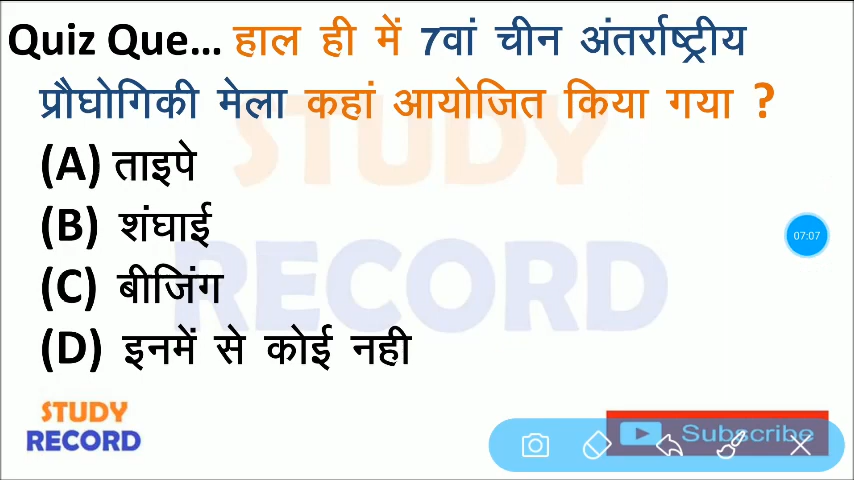 Quiz Que... हाल ही में 7वां चीन अंतर्राष्ट्रीय
प्रौघोगिकी मेला कहां आयोजित किया गया ?
(A) ताइपे
(B) शंघाई
(C) बीजिंग
(D) इनमें से कोई नही
STUDY
RECORD
07:07
STUDY
RECORD
Subscribe